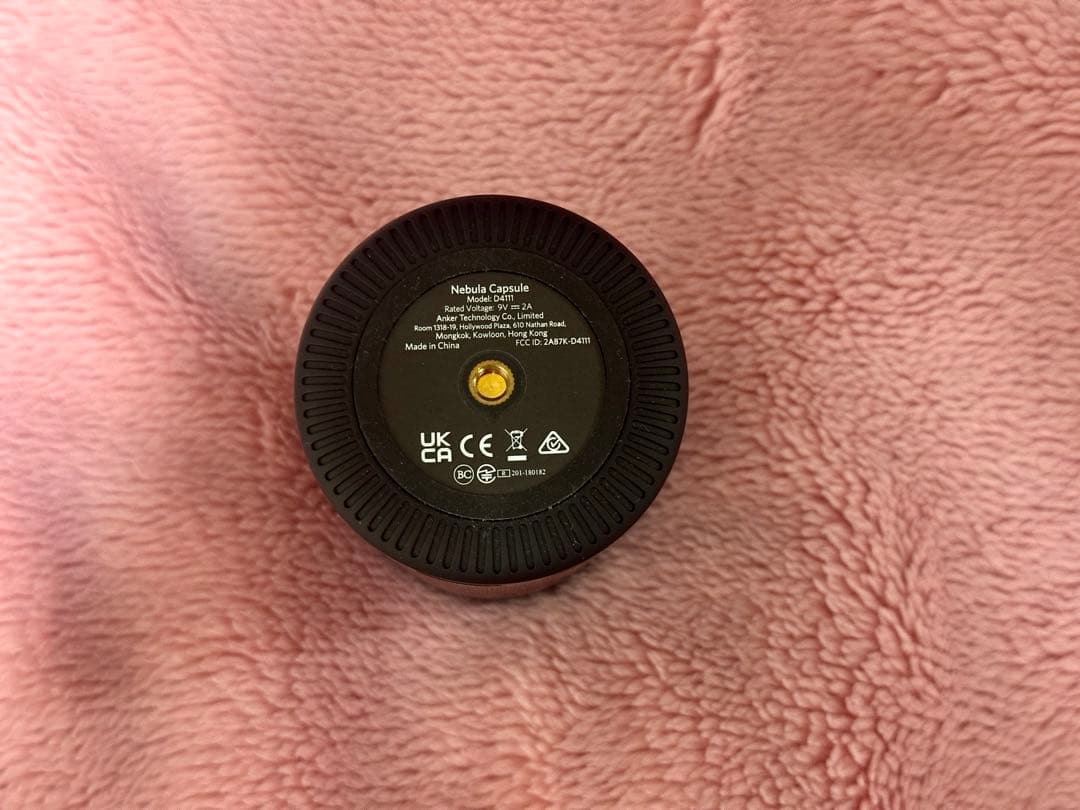 Nebula Capsule
Model: D4111
Rated Voltage: 9V ⎓ 2A
Anker Technology Co., Limited
Room 1318-19, Hollywood Plaza, 610 Nathan Road,
Mongkok, Kowloon, Hong Kong
Made in China FCC ID: 2AB7K-D4111
UK
CA CE
BC R 201-180182